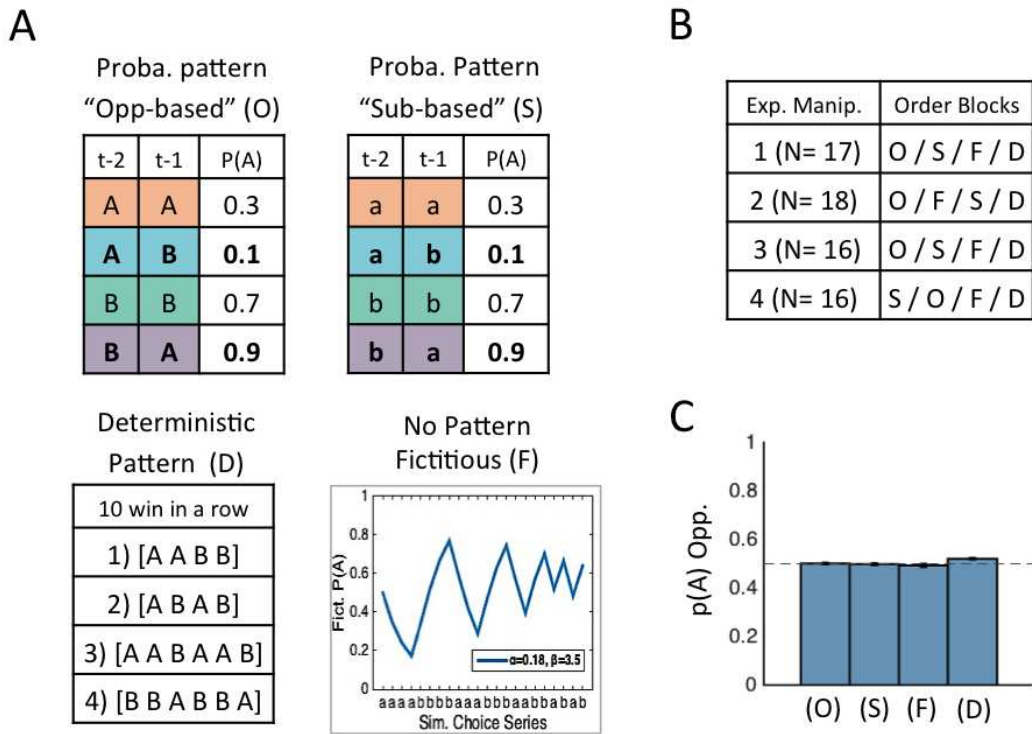 A
Proba. pattern
“Opp-based” (O)
t-2 t-1 P(A)
A A 0.3
A B 0.1
B B 0.7
B A 0.9
Proba. Pattern
“Sub-based” (S)
t-2 t-1 P(A)
a a 0.3
a b 0.1
b b 0.7
b a 0.9
Deterministic
Pattern (D)
10 win in a row
1) [A A B B]
2) [A B A B]
3) [A A B A A B]
4) [B B A B B A]
No Pattern
Fictitious (F)
Fict. P(A)
1
0.8
0.6
0.4
0.2
0
α=0.18, β=3.5
a a a a b b b b a a a b b b a a b b a b a b
Sim. Choice Series
B
Exp. Manip. Order Blocks
1 (N= 17) O / S / F / D
2 (N= 18) O / F / S / D
3 (N= 16) O / S / F / D
4 (N= 16) S / O / F / D
C
p(A) Opp.
1
0.8
0.6
0.4
0.2
0
(O) (S) (F) (D)